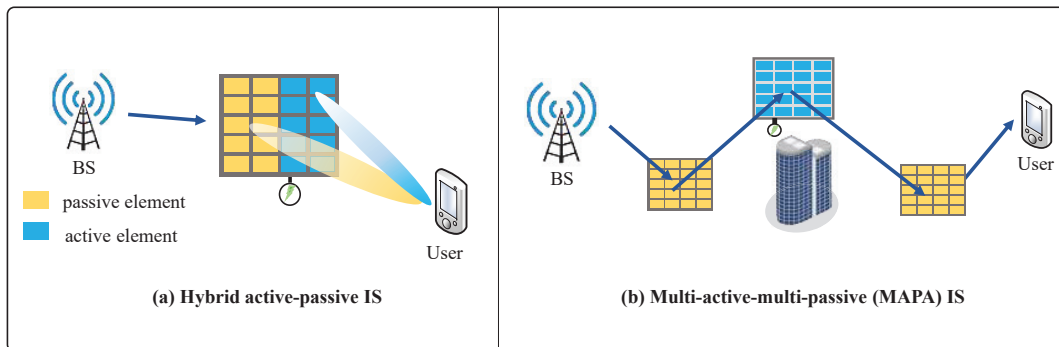 BS
passive element
active element
User
(a) Hybrid active-passive IS
BS
User
(b) Multi-active-multi-passive (MAPA) IS